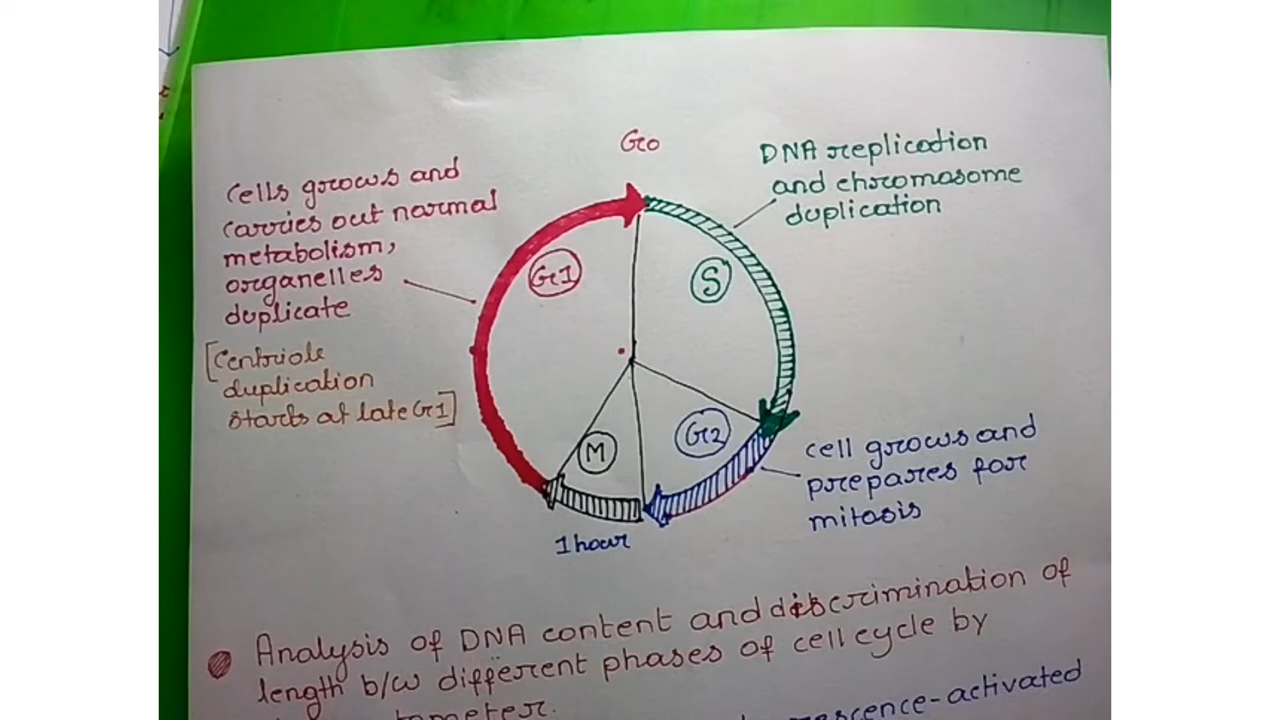 G0
Cells grows and
carries out normal
metabolism,
organelles
duplicate
[Centriole
duplication
starts at late G1]
DNA replication
and chromosome
duplication
G1
S
G2
M
cell grows and
prepares for
mitosis
1 hour
Analysis of DNA content and discrimination of
length b/w different phases of cell cycle by